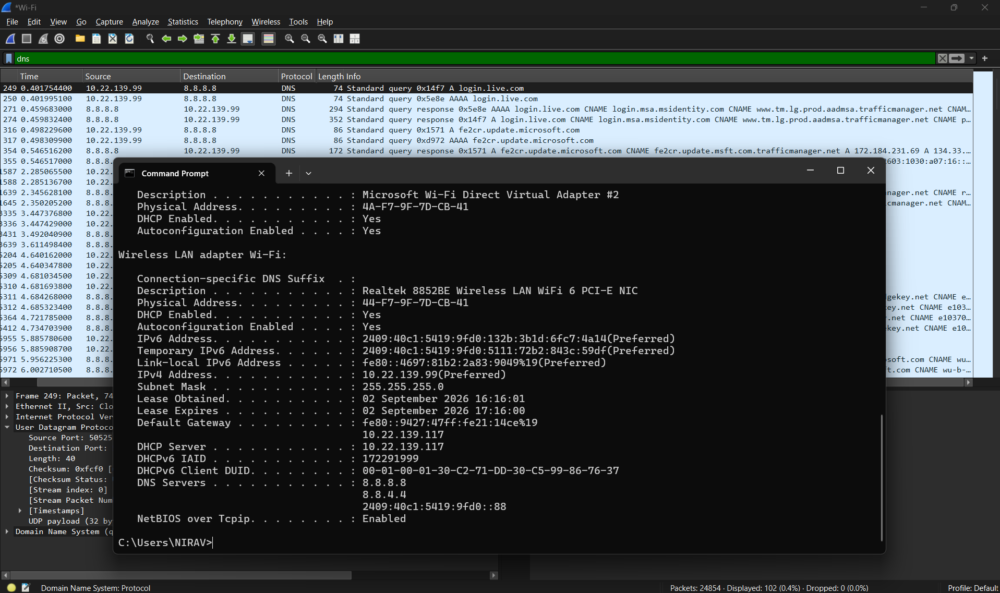 *Wi-Fi
File Edit View Go Capture Analyze Statistics Telephony Wireless Tools Help
dns
Time Source Destination Protocol Length Info
249 0.401754400 10.22.139.99 8.8.8.8 DNS 74 Standard query 0x14f7 A login.live.com
250 0.401995100 10.22.139.99 8.8.8.8 DNS 74 Standard query 0x5e8e AAAA login.live.com
271 0.459683000 8.8.8.8 10.22.139.99 DNS 294 Standard query response 0x5e8e AAAA login.live.com CNAME login.msa.msidentity.com CNAME www.tm.lg.prod.aadmsa.trafficmanager.net CNAM…
274 0.459832400 8.8.8.8 10.22.139.99 DNS 352 Standard query response 0x14f7 A login.live.com CNAME login.msa.msidentity.com CNAME www.tm.lg.prod.aadmsa.trafficmanager.net CNAME p…
316 0.498229600 10.22.139.99 8.8.8.8 DNS 86 Standard query 0x1571 A fe2cr.update.microsoft.com
317 0.498309900 10.22.139.99 8.8.8.8 DNS 86 Standard query 0xd972 AAAA fe2cr.update.microsoft.com
354 0.546516200 8.8.8.8 10.22.139.99 DNS 172 Standard query response 0x1571 A fe2cr.update.microsoft.com CNAME fe2cr.update.msft.com.trafficmanager.net A 172.184.231.69 A 134.33.…
355 0.546517000 8.8.8. 603:1030:a07:16::…
587 2.285065500 10.22.
588 2.285136700 10.22.
639 2.345628100 8.8.8. nager.net CNAME r…
645 2.350205200 8.8.8. cmanager.net CNAM…
335 3.447376800 10.22.
336 3.447429000 10.22.
431 3.492040900 8.8.8.
639 3.611498400 8.8.8.
204 4.640162000 10.22.
205 4.640347800 10.22.
309 4.681034500 10.22.
310 4.681693800 10.22.
311 4.684268000 8.8.8. gekey.net CNAME e…
312 4.685323400 8.8.8. ey.net CNAME e103…
364 4.721785000 8.8.8. .net CNAME e10370…
412 4.734703900 8.8.8. key.net CNAME e10…
955 5.885780600 10.22.
956 5.885908700 10.22.
971 5.956225300 8.8.8. soft.com CNAME wu…
972 6.002710500 8.8.8. t.com CNAME wu-b-…
Command Prompt
Description . . . . . . . . . . . : Microsoft Wi-Fi Direct Virtual Adapter #2
Physical Address. . . . . . . . . : 4A-F7-9F-7D-CB-41
DHCP Enabled. . . . . . . . . . . : Yes
Autoconfiguration Enabled . . . . : Yes
Wireless LAN adapter Wi-Fi:
Connection-specific DNS Suffix . :
Description . . . . . . . . . . . : Realtek 8852BE Wireless LAN WiFi 6 PCI-E NIC
Physical Address. . . . . . . . . : 44-F7-9F-7D-CB-41
DHCP Enabled. . . . . . . . . . . : Yes
Autoconfiguration Enabled . . . . : Yes
IPv6 Address. . . . . . . . . . . : 2409:40c1:5419:9fd0:132b:3b1d:6fc7:4a14(Preferred)
Temporary IPv6 Address. . . . . . : 2409:40c1:5419:9fd0:5111:72b2:843c:59df(Preferred)
Link-local IPv6 Address . . . . . : fe80::4697:81b2:2a83:9049%19(Preferred)
IPv4 Address. . . . . . . . . . . : 10.22.139.99(Preferred)
Subnet Mask . . . . . . . . . . . : 255.255.255.0
Lease Obtained. . . . . . . . . . : 02 September 2026 16:16:01
Lease Expires . . . . . . . . . . : 02 September 2026 17:16:00
Default Gateway . . . . . . . . . : fe80::9427:47ff:fe21:14ce%19
10.22.139.117
DHCP Server . . . . . . . . . . . : 10.22.139.117
DHCPv6 IAID . . . . . . . . . . . : 172291999
DHCPv6 Client DUID. . . . . . . . : 00-01-00-01-30-C2-71-DD-30-C5-99-86-76-37
DNS Servers . . . . . . . . . . . : 8.8.8.8
8.8.4.4
2409:40c1:5419:9fd0::88
NetBIOS over Tcpip. . . . . . . . : Enabled
C:\Users\NIRAV>
Frame 249: Packet, 74
Ethernet II, Src: Clo
Internet Protocol Ver
User Datagram Protoco
Source Port: 50525
Destination Port:
Length: 40
Checksum: 0xfcf0 [
[Checksum Status:
[Stream index: 0]
[Stream Packet Num
[Timestamps]
UDP payload (32 by
Domain Name System (q
Domain Name System: Protocol
Packets: 24854 · Displayed: 102 (0.4%) · Dropped: 0 (0.0%)
Profile: Default